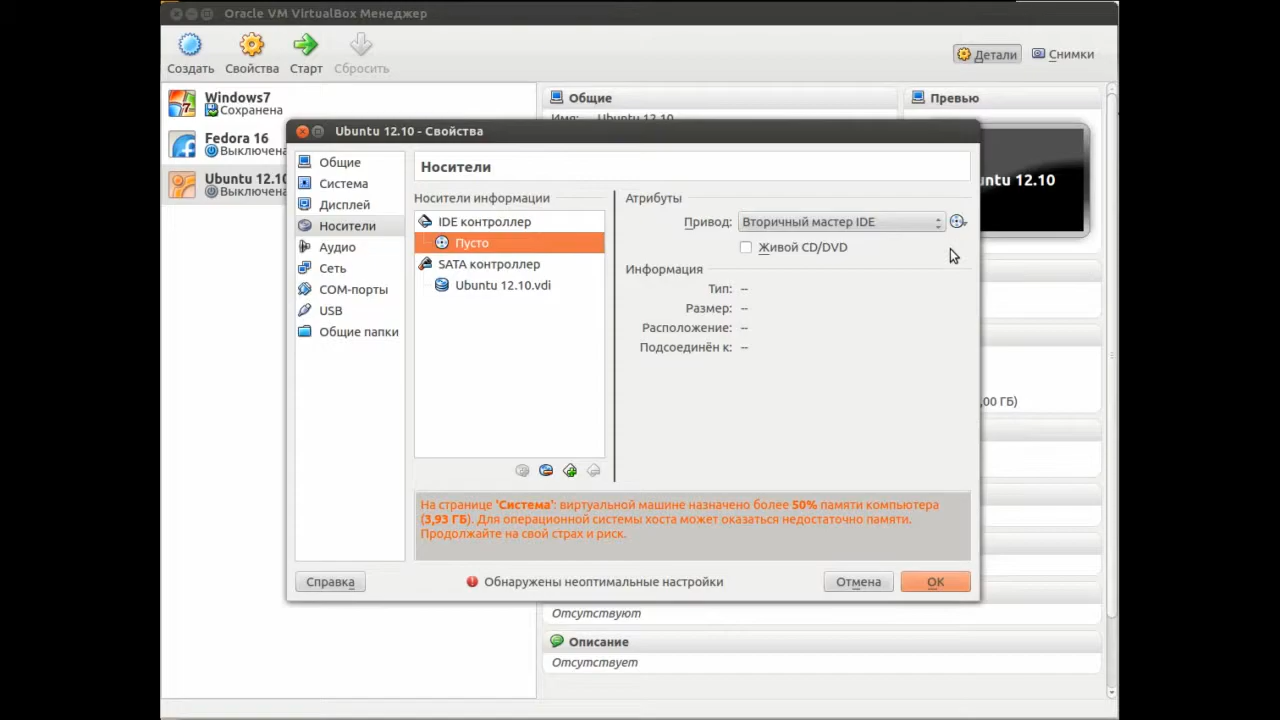 Oracle VM VirtualBox Менеджер
Создать
Свойства
Старт
Сбросить
Детали
Снимки
Windows7
Сохранена
Fedora 16
Выключена
Ubuntu 12.10
Выключена
Общие
Ubuntu 12.10
Превью
ntu 12.10
,00 ГБ)
Отсутствуют
Описание
Отсутствует
Ubuntu 12.10 - Свойства
Общие
Система
Дисплей
Носители
Аудио
Сеть
COM-порты
USB
Общие папки
Носители
Носители информации
IDE контроллер
Пусто
SATA контроллер
Ubuntu 12.10.vdi
Атрибуты
Привод: Вторичный мастер IDE
Живой CD/DVD
Информация
Тип: --
Размер: --
Расположение: --
Подсоединён к: --
На странице 'Система': виртуальной машине назначено более 50% памяти компьютера
(3,93 ГБ). Для операционной системы хоста может оказаться недостаточно памяти.
Продолжайте на свой страх и риск.
Справка
Обнаружены неоптимальные настройки
Отмена
OK